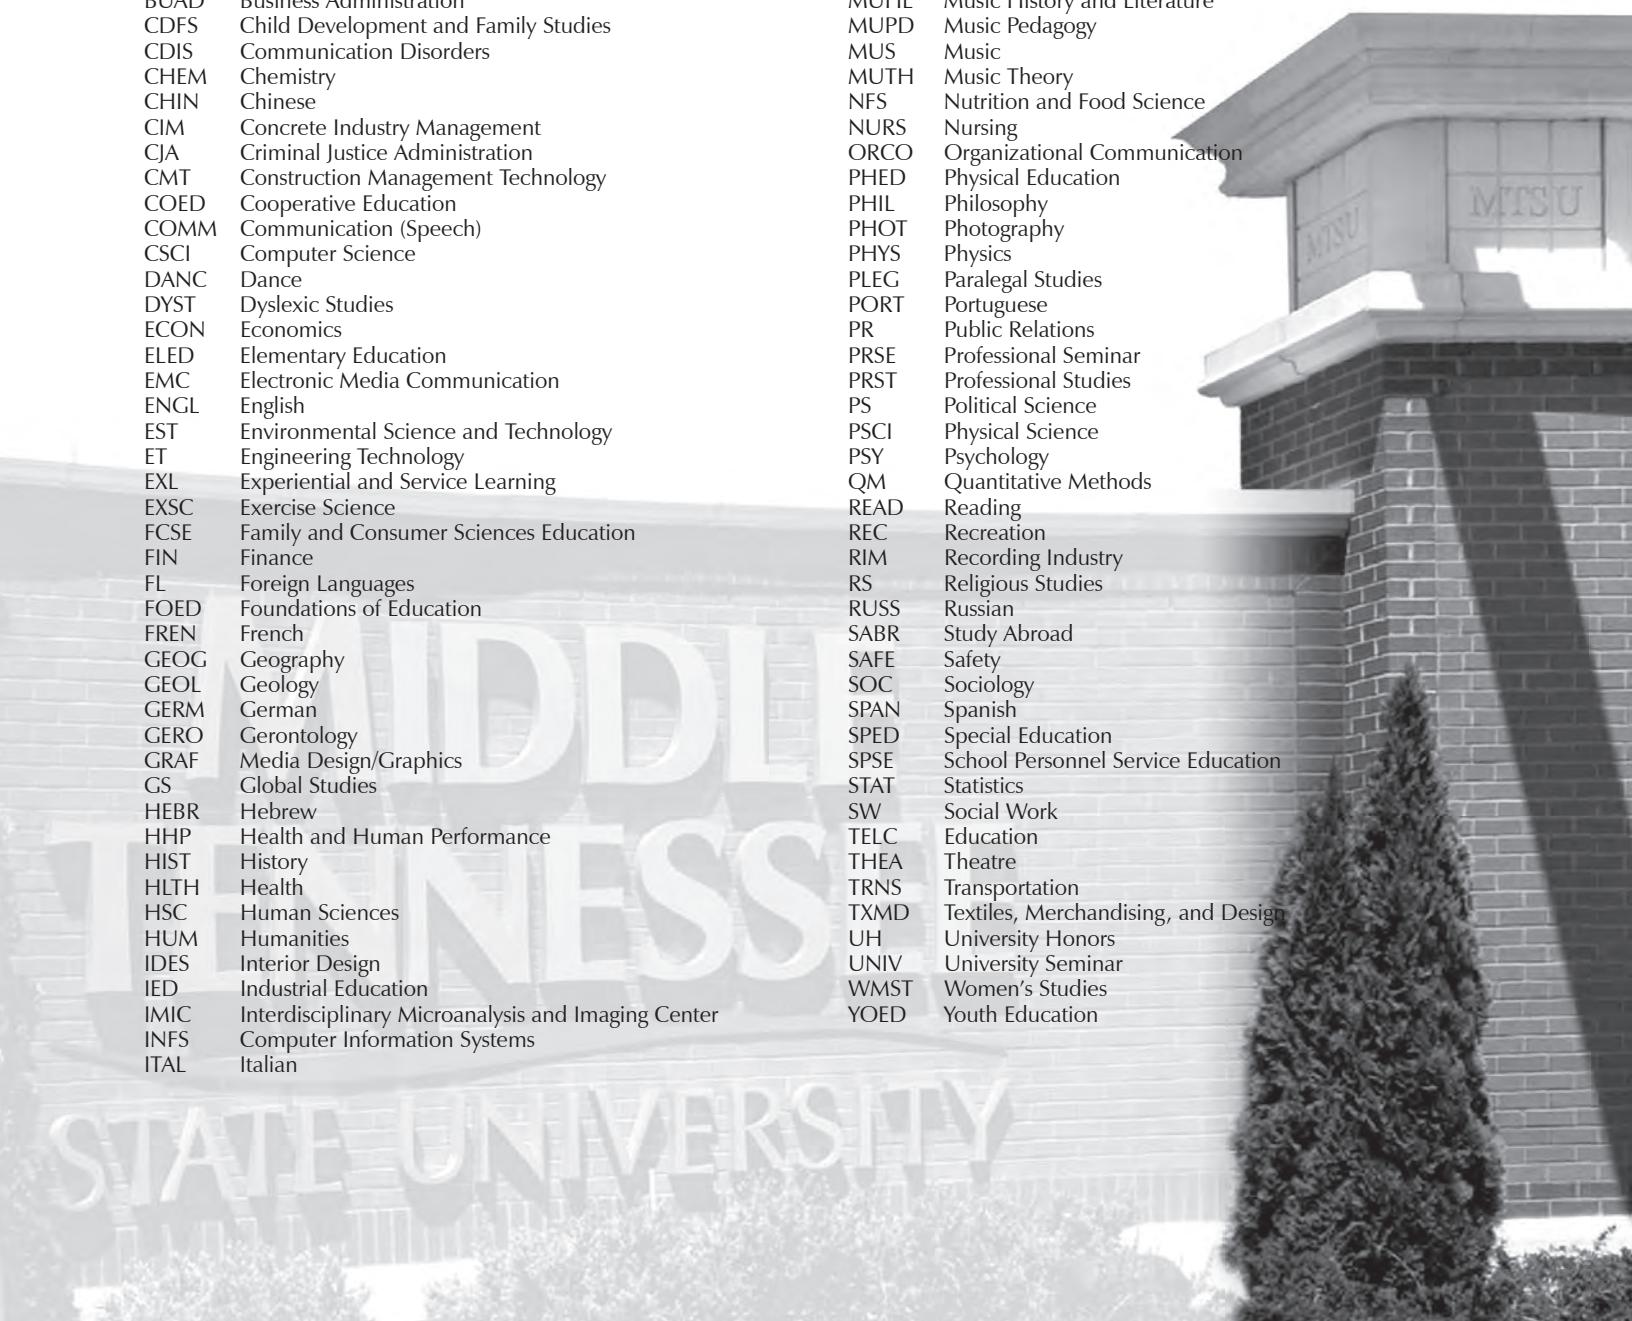 BUAD Business Administration
CDFS Child Development and Family Studies
CDIS Communication Disorders
CHEM Chemistry
CHIN Chinese
CIM Concrete Industry Management
CJA Criminal Justice Administration
CMT Construction Management Technology
COED Cooperative Education
COMM Communication (Speech)
CSCI Computer Science
DANC Dance
DYST Dyslexic Studies
ECON Economics
ELED Elementary Education
EMC Electronic Media Communication
ENGL English
EST Environmental Science and Technology
ET Engineering Technology
EXL Experiential and Service Learning
EXSC Exercise Science
FCSE Family and Consumer Sciences Education
FIN Finance
FL Foreign Languages
FOED Foundations of Education
FREN French
GEOG Geography
GEOL Geology
GERM German
GERO Gerontology
GRAF Media Design/Graphics
GS Global Studies
HEBR Hebrew
HHP Health and Human Performance
HIST History
HLTH Health
HSC Human Sciences
HUM Humanities
IDES Interior Design
IED Industrial Education
IMIC Interdisciplinary Microanalysis and Imaging Center
INFS Computer Information Systems
ITAL Italian
MUHL Music History and Literature
MUPD Music Pedagogy
MUS Music
MUTH Music Theory
NFS Nutrition and Food Science
NURS Nursing
ORCO Organizational Communication
PHED Physical Education
PHIL Philosophy
PHOT Photography
PHYS Physics
PLEG Paralegal Studies
PORT Portuguese
PR Public Relations
PRSE Professional Seminar
PRST Professional Studies
PS Political Science
PSCI Physical Science
PSY Psychology
QM Quantitative Methods
READ Reading
REC Recreation
RIM Recording Industry
RS Religious Studies
RUSS Russian
SABR Study Abroad
SAFE Safety
SOC Sociology
SPAN Spanish
SPED Special Education
SPSE School Personnel Service Education
STAT Statistics
SW Social Work
TELC Education
THEA Theatre
TRNS Transportation
TXMD Textiles, Merchandising, and Design
UH University Honors
UNIV University Seminar
WMST Women’s Studies
YOED Youth Education
MTSU
MTSU
MIDDLE
TENNESSEE
STATE UNIVERSITY